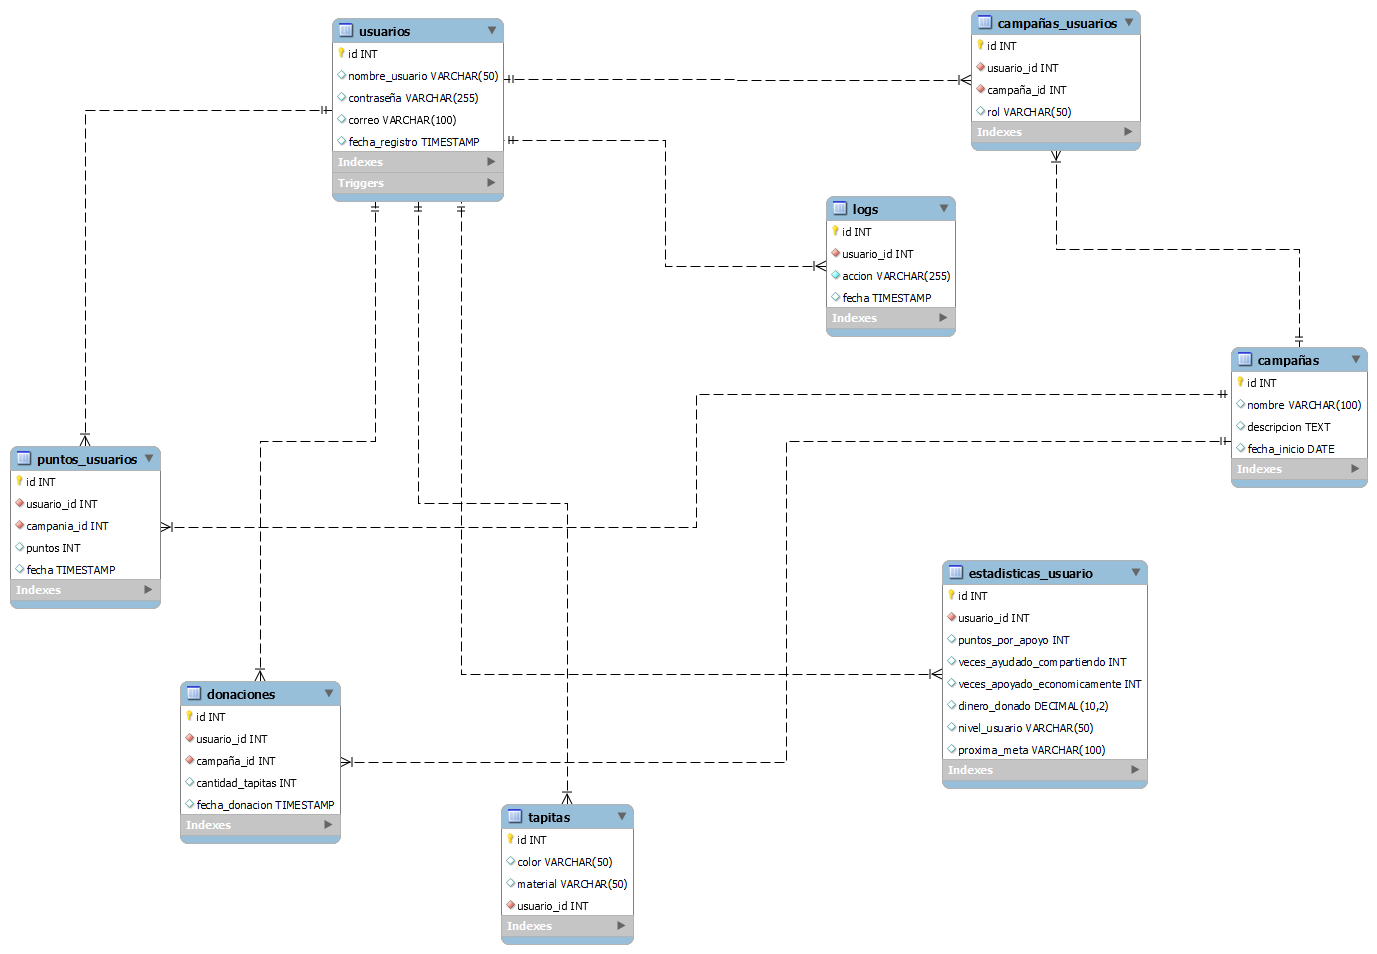 usuarios
id INT
nombre_usuario VARCHAR(50)
contraseña VARCHAR(255)
correo VARCHAR(100)
fecha_registro TIMESTAMP
Indexes
Triggers
campañas_usuarios
id INT
usuario_id INT
campaña_id INT
rol VARCHAR(50)
Indexes
logs
id INT
usuario_id INT
accion VARCHAR(255)
fecha TIMESTAMP
Indexes
campañas
id INT
nombre VARCHAR(100)
descripcion TEXT
fecha_inicio DATE
Indexes
puntos_usuarios
id INT
usuario_id INT
campania_id INT
puntos INT
fecha TIMESTAMP
Indexes
estadisticas_usuario
id INT
usuario_id INT
puntos_por_apoyo INT
veces_ayudado_compartiendo INT
veces_apoyado_economicamente INT
dinero_donado DECIMAL(10,2)
nivel_usuario VARCHAR(50)
proxima_meta VARCHAR(100)
Indexes
donaciones
id INT
usuario_id INT
campaña_id INT
cantidad_tapitas INT
fecha_donacion TIMESTAMP
Indexes
tapitas
id INT
color VARCHAR(50)
material VARCHAR(50)
usuario_id INT
Indexes